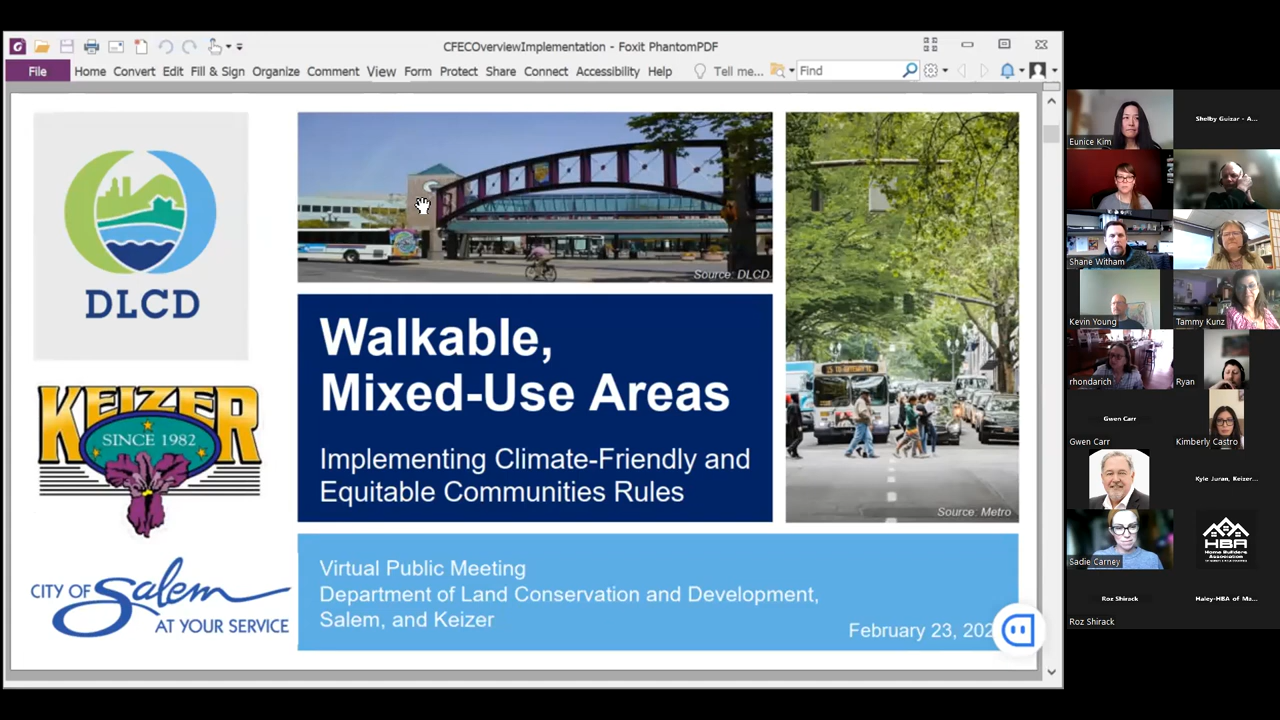 CFECOverviewImplementation - Foxit PhantomPDF
File Home Convert Edit Fill & Sign Organize Comment View Form Protect Share Connect Accessibility Help Tell me... Find
DLCD
KEIZER
SINCE 1982
CITY OF Salem
AT YOUR SERVICE
Source: DLCD
Walkable,
Mixed-Use Areas
Implementing Climate-Friendly and
Equitable Communities Rules
Source: Metro
Virtual Public Meeting
Department of Land Conservation and Development,
Salem, and Keizer
February 23, 202
Eunice Kim
Shelby Guizar - A...
Shane Witham
Kevin Young
Tammy Kunz
rhondarich
Ryan
Gwen Carr
Gwen Carr
Kimberly Castro
Kyle Juran, Keizer...
Sadie Carney
HBA
Home Builders
Association
Roz Shirack
Haley-HBA of Ma...
Roz Shirack